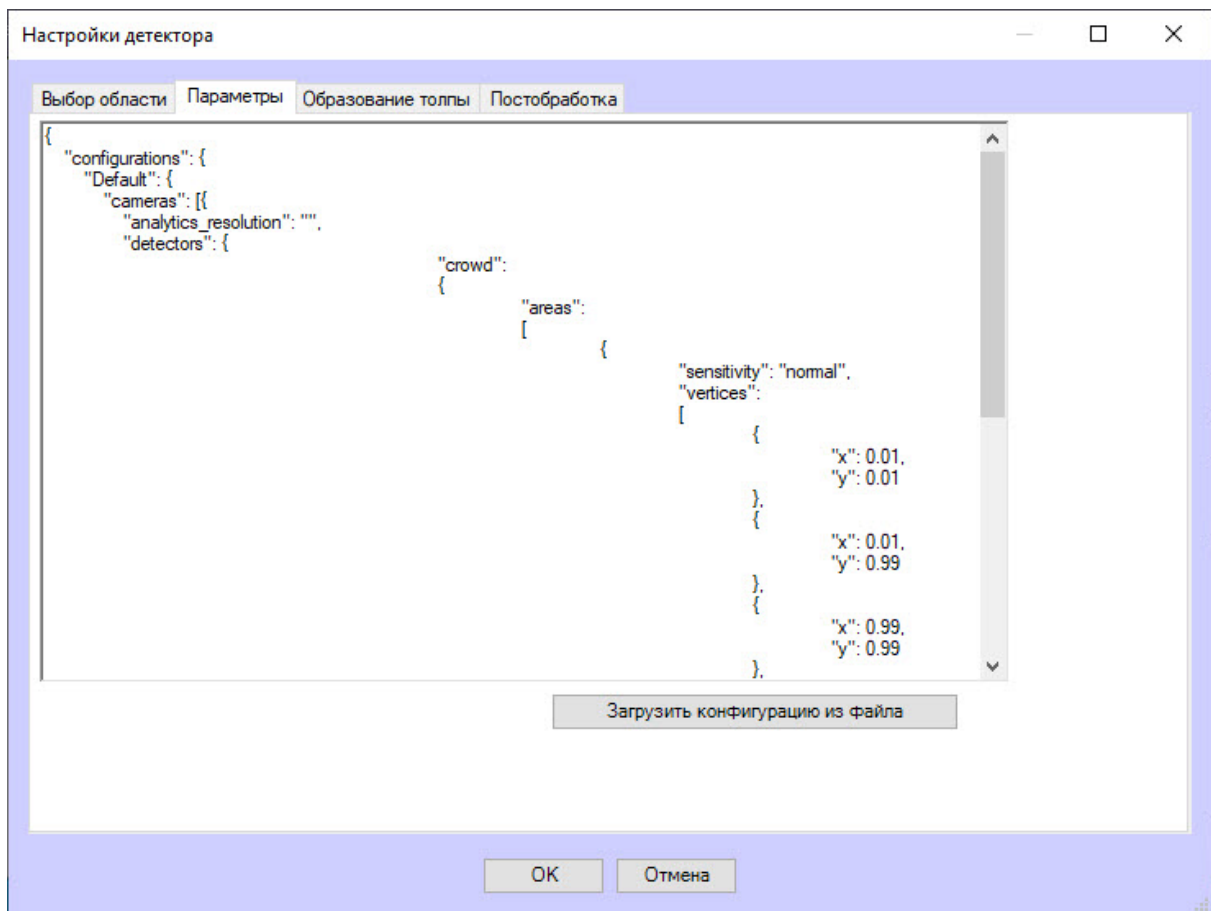 Настройки детектора
Выбор области Параметры Образование толпы Постобработка
{
"configurations": {
"Default": {
"cameras": [{
"analytics_resolution": "",
"detectors": {
"crowd":
{
"areas":
[
{
"sensitivity": "normal",
"vertices":
[
{
"x": 0.01,
"y": 0.01
},
{
"x": 0.01,
"y": 0.99
},
{
"x": 0.99,
"y": 0.99
},
Загрузить конфигурацию из файла
OK Отмена